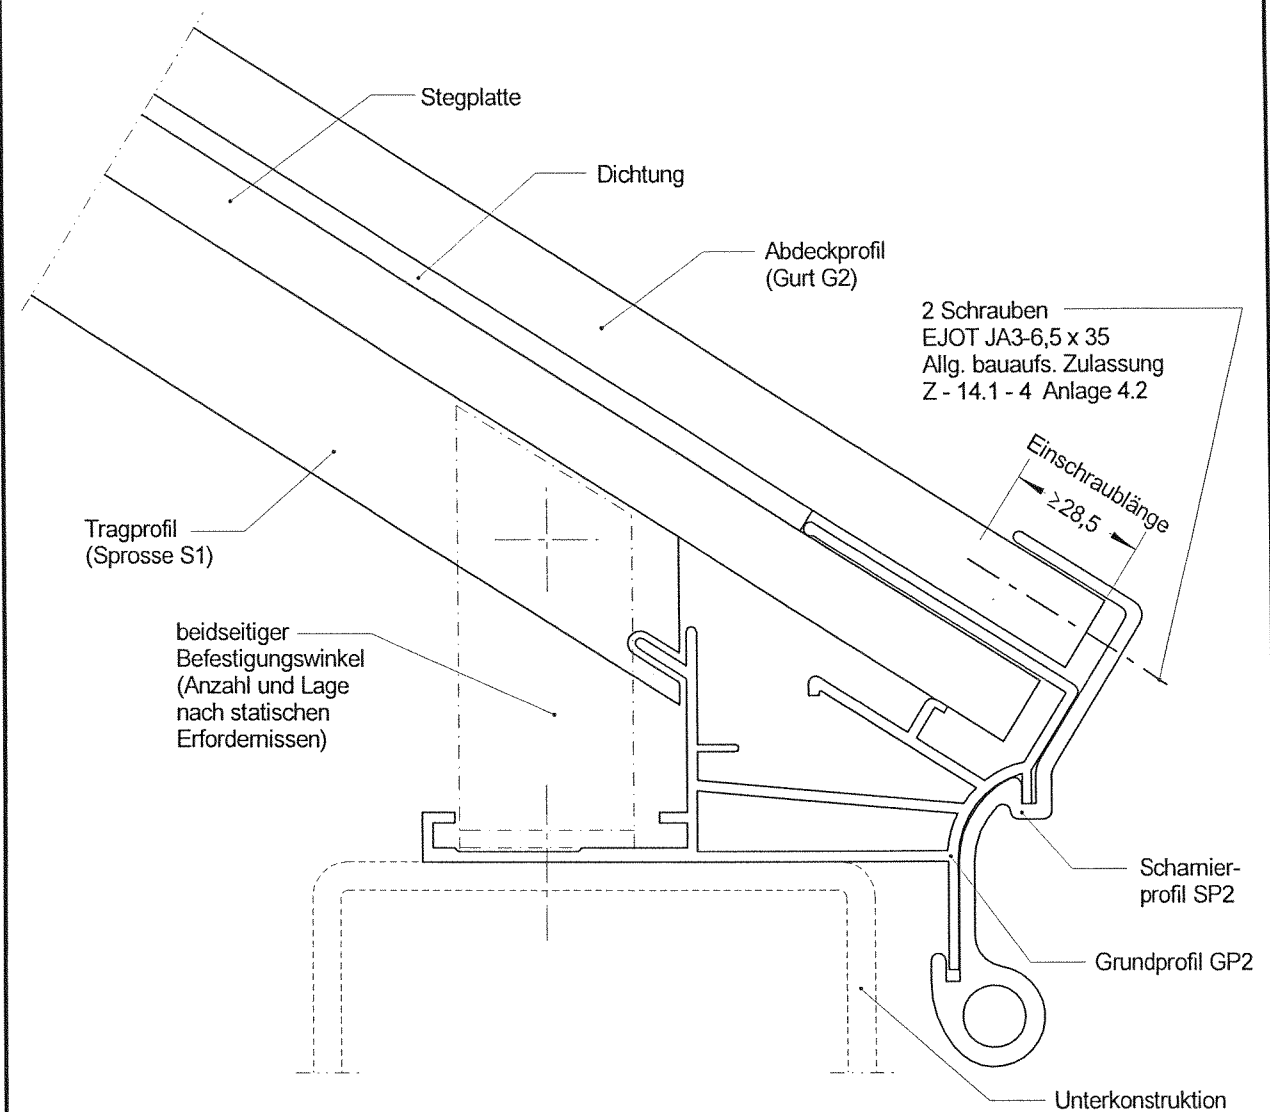 Stegplatte
Dichtung
Abdeckprofil
(Gurt G2)
2 Schrauben
EJOT JA3-6,5 x 35
Allg. bauaufs. Zulassung
Z - 14.1 - 4 Anlage 4.2
Einschraublänge
≥28,5
Tragprofil
(Sprosse S1)
beidseitiger
Befestigungswinkel
(Anzahl und Lage
nach statischen
Erfordernissen)
Scharnier-
profil SP2
Grundprofil GP2
Unterkonstruktion